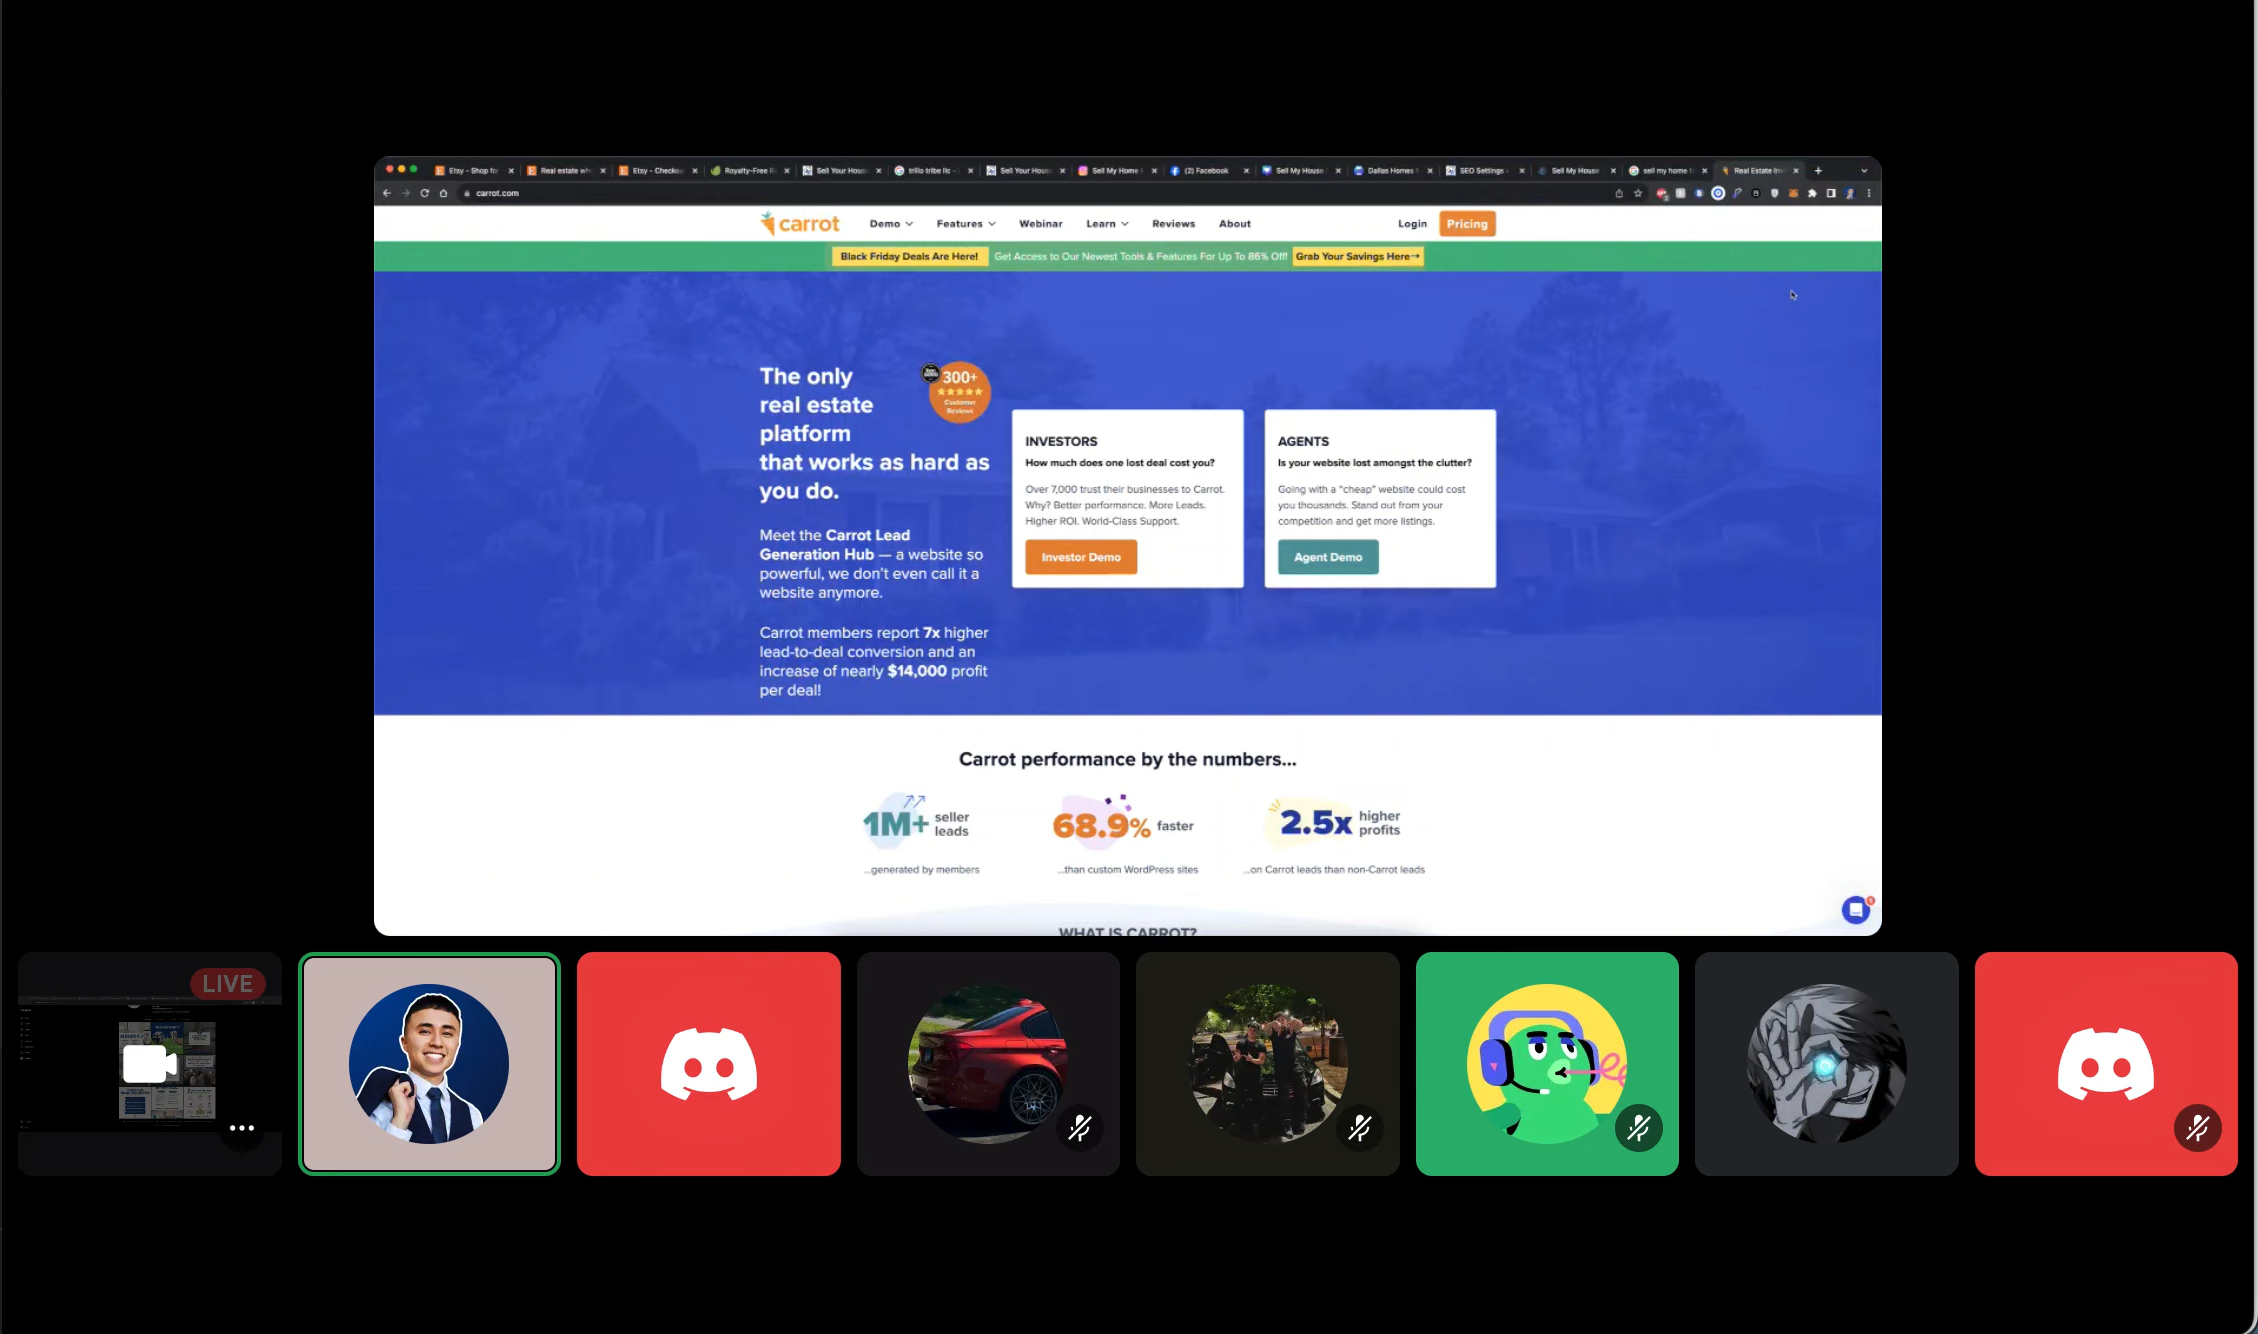 Etsy - Shop for
Real estate wh
Etsy - Checkou
Royalty-Free R
Sell Your Hous
trillo tribe llc -
Sell Your Hous
Sell My Home
(2) Facebook
Sell My House
Dallas Homes
SEO Settings
Sell My House
sell my home
Real Estate Inv
carrot.com
carrot
Demo
Features
Webinar
Learn
Reviews
About
Login
Pricing
Black Friday Deals Are Here! Get Access to Our Newest Tools & Features For Up To 86% Off! Grab Your Savings Here→
The only
real estate
platform
that works as hard as
you do.
300+
Customer
Reviews
Meet the Carrot Lead
Generation Hub — a website so
powerful, we don't even call it a
website anymore.
Carrot members report 7x higher
lead-to-deal conversion and an
increase of nearly $14,000 profit
per deal!
INVESTORS
How much does one lost deal cost you?
Over 7,000 trust their businesses to Carrot.
Why? Better performance. More Leads.
Higher ROI. World-Class Support.
Investor Demo
AGENTS
Is your website lost amongst the clutter?
Going with a "cheap" website could cost
you thousands. Stand out from your
competition and get more listings.
Agent Demo
Carrot performance by the numbers...
1M+ seller
leads
...generated by members
68.9% faster
...than custom WordPress sites
2.5x higher
profits
...on Carrot leads than non-Carrot leads
WHAT IS CARROT?
1
LIVE